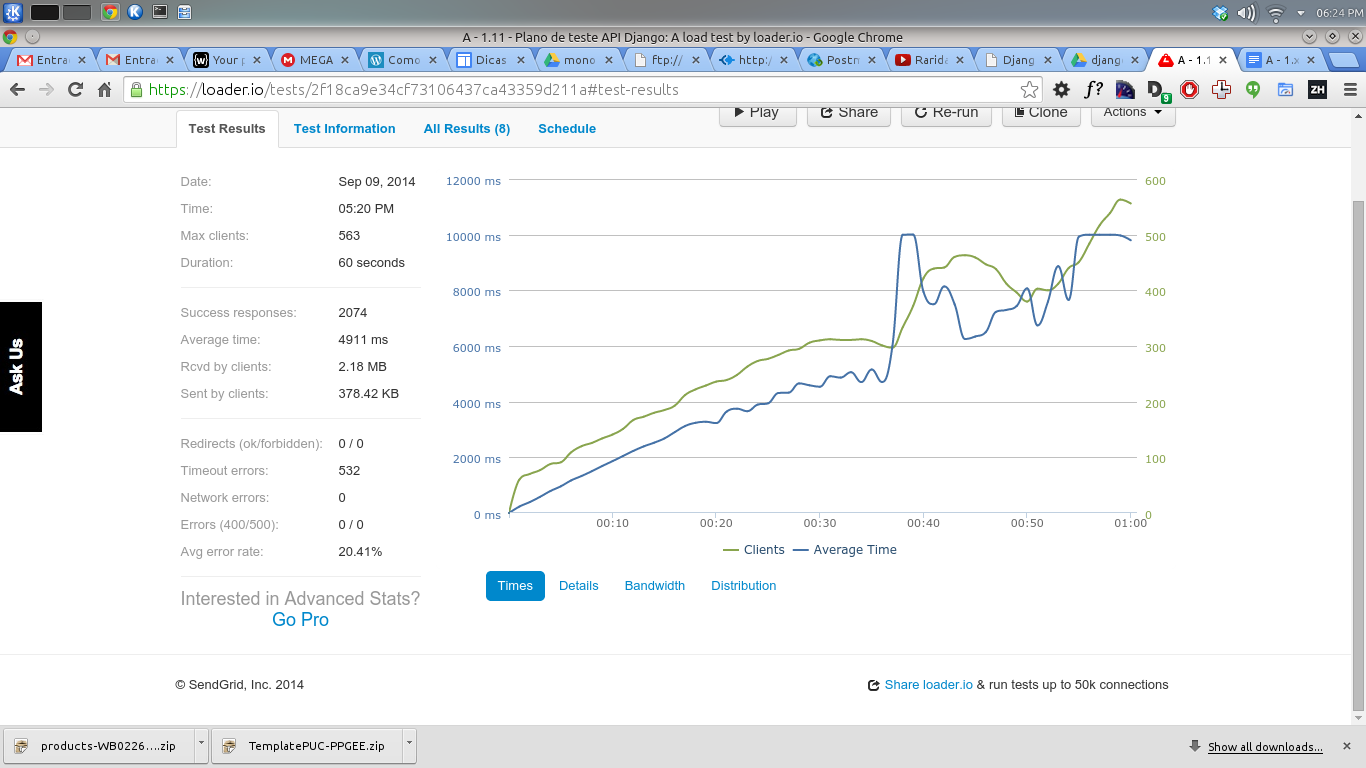 06:24 PM
A - 1.11 - Plano de teste API Django: A load test by loader.io - Google Chrome
Entra Entra Your p MEGA Como Dicas mono ftp:// http:/ Postm Rarida Djang djang A - 1.1 A - 1.x
https://loader.io/tests/2f18ca9e34cf73106437ca43359d211a#test-results
f? D 9 ZH
Test Results Test Information All Results (8) Schedule Play Share Re-run Clone Actions
Date: Sep 09, 2014
Time: 05:20 PM
Max clients: 563
Duration: 60 seconds
Success responses: 2074
Average time: 4911 ms
Rcvd by clients: 2.18 MB
Sent by clients: 378.42 KB
Redirects (ok/forbidden): 0 / 0
Timeout errors: 532
Network errors: 0
Errors (400/500): 0 / 0
Avg error rate: 20.41%
Interested in Advanced Stats?
Go Pro
12000 ms 600
10000 ms 500
8000 ms 400
6000 ms 300
4000 ms 200
2000 ms 100
0 ms 0
00:10 00:20 00:30 00:40 00:50 01:00
Clients Average Time
Times Details Bandwidth Distribution
Ask Us
© SendGrid, Inc. 2014 Share loader.io & run tests up to 50k connections
products-WB0226....zip TemplatePUC-PPGEE.zip Show all downloads...